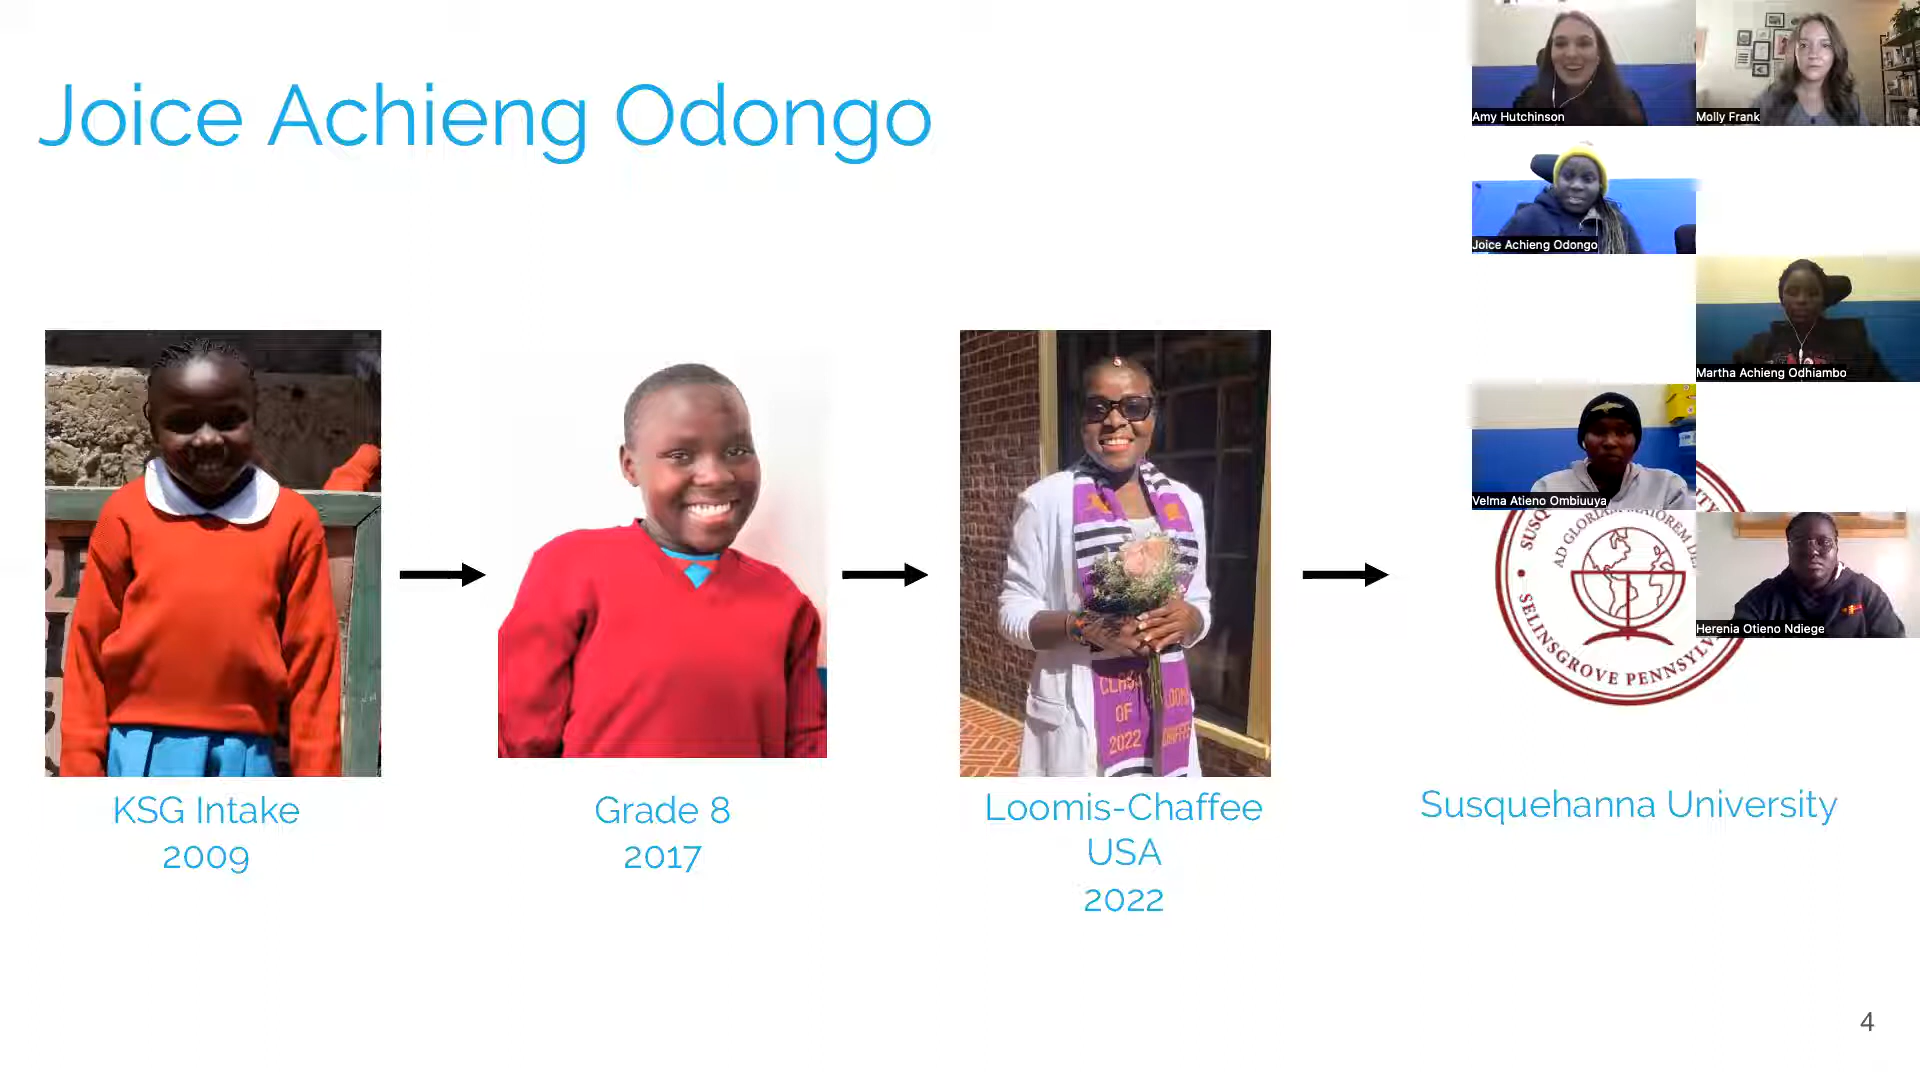 Joice Achieng Odongo
Amy Hutchinson
Molly Frank
Joice Achieng Odongo
Martha Achieng Odhiambo
Velma Atieno Ombiuuya
Herenia Otieno Ndiege
CLASS
OF
2022
AD GLORIAM MAIOREM
SELINSGROVE
KSG Intake
2009
Grade 8
2017
Loomis-Chaffee
USA
2022
Susquehanna University
4